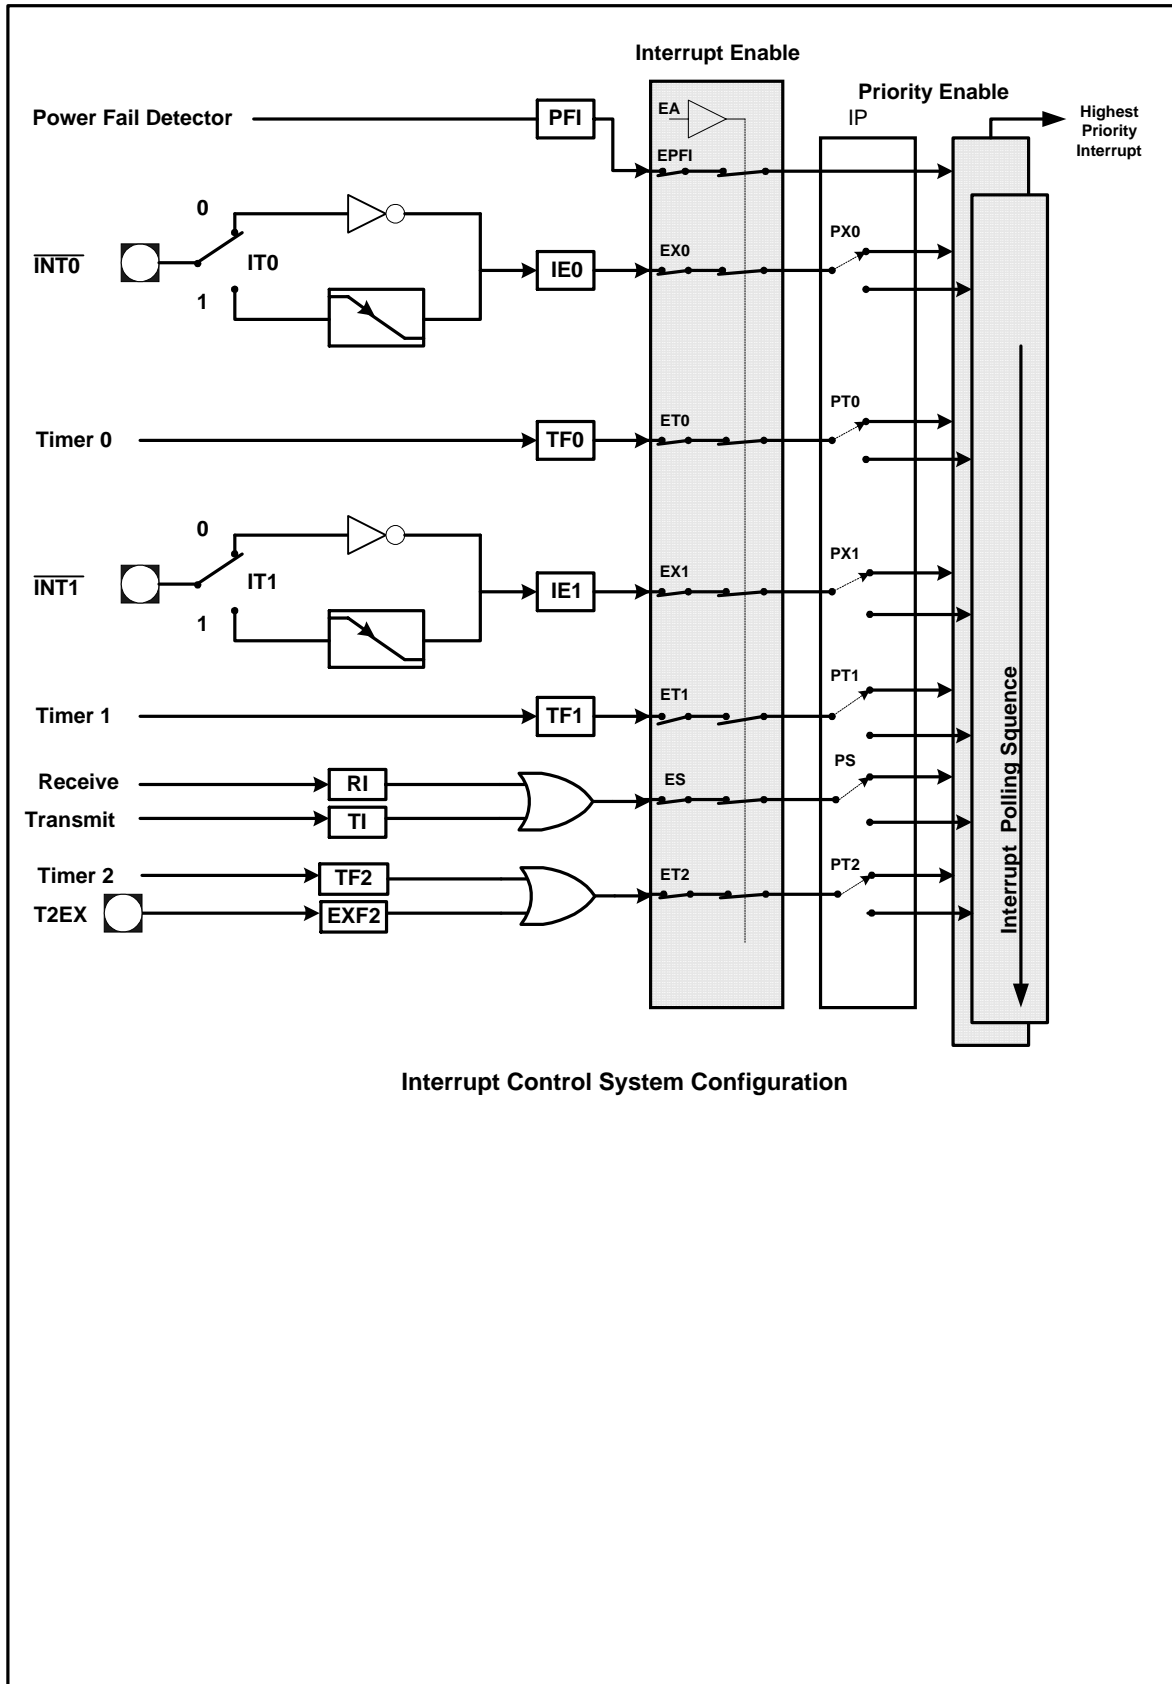 Interrupt Enable
Priority Enable
IP
Highest
Priority
Interrupt
Power Fail Detector
PFI
EA
EPFI
0
INT0
IT0
1
IE0
EX0
PX0
Timer 0
TF0
ET0
PT0
0
INT1
IT1
1
IE1
EX1
PX1
Timer 1
TF1
ET1
PT1
Receive
RI
Transmit
TI
ES
PS
Timer 2
TF2
T2EX
EXF2
ET2
PT2
Interrupt Polling Squence
Interrupt Control System Configuration